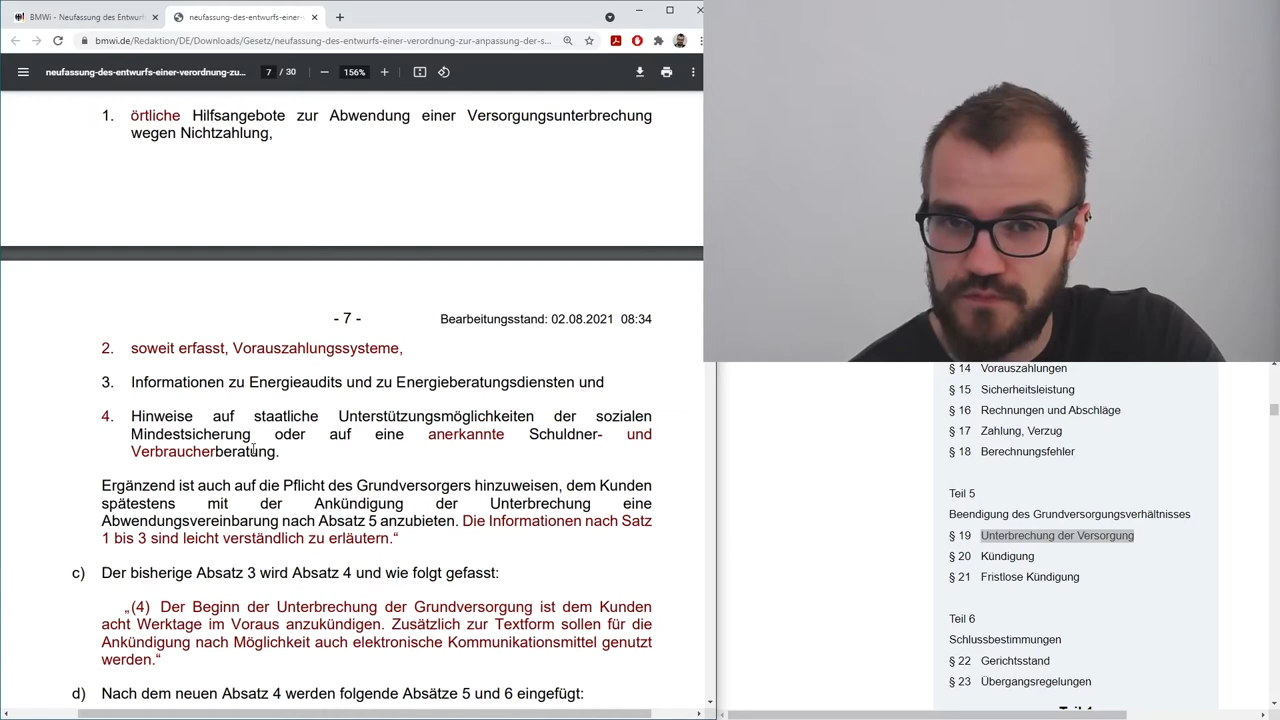 BMWi - Neufassung des Entwurf
neufassung-des-entwurfs-einer-
bmwi.de/Redaktion/DE/Downloads/Gesetz/neufassung-des-entwurfs-einer-verordnung-zur-anpassung-der-s...
neufassung-des-entwurfs-einer-verordnung-zu...
7 / 30
156%
1. örtliche Hilfsangebote zur Abwendung einer Versorgungsunterbrechung
wegen Nichtzahlung,
- 7 -
Bearbeitungsstand: 02.08.2021 08:34
2. soweit erfasst, Vorauszahlungssysteme,
3. Informationen zu Energieaudits und zu Energieberatungsdiensten und
4. Hinweise auf staatliche Unterstützungsmöglichkeiten der sozialen
Mindestsicherung oder auf eine anerkannte Schuldner- und
Verbraucherberatung.
Ergänzend ist auch auf die Pflicht des Grundversorgers hinzuweisen, dem Kunden
spätestens mit der Ankündigung der Unterbrechung eine
Abwendungsvereinbarung nach Absatz 5 anzubieten. Die Informationen nach Satz
1 bis 3 sind leicht verständlich zu erläutern.“
c) Der bisherige Absatz 3 wird Absatz 4 und wie folgt gefasst:
„(4) Der Beginn der Unterbrechung der Grundversorgung ist dem Kunden
acht Werktage im Voraus anzukündigen. Zusätzlich zur Textform sollen für die
Ankündigung nach Möglichkeit auch elektronische Kommunikationsmittel genutzt
werden.“
d) Nach dem neuen Absatz 4 werden folgende Absätze 5 und 6 eingefügt:
§ 14 Vorauszahlungen
§ 15 Sicherheitsleistung
§ 16 Rechnungen und Abschläge
§ 17 Zahlung, Verzug
§ 18 Berechnungsfehler
Teil 5
Beendigung des Grundversorgungsverhältnisses
§ 19 Unterbrechung der Versorgung
§ 20 Kündigung
§ 21 Fristlose Kündigung
Teil 6
Schlussbestimmungen
§ 22 Gerichtsstand
§ 23 Übergangsregelungen